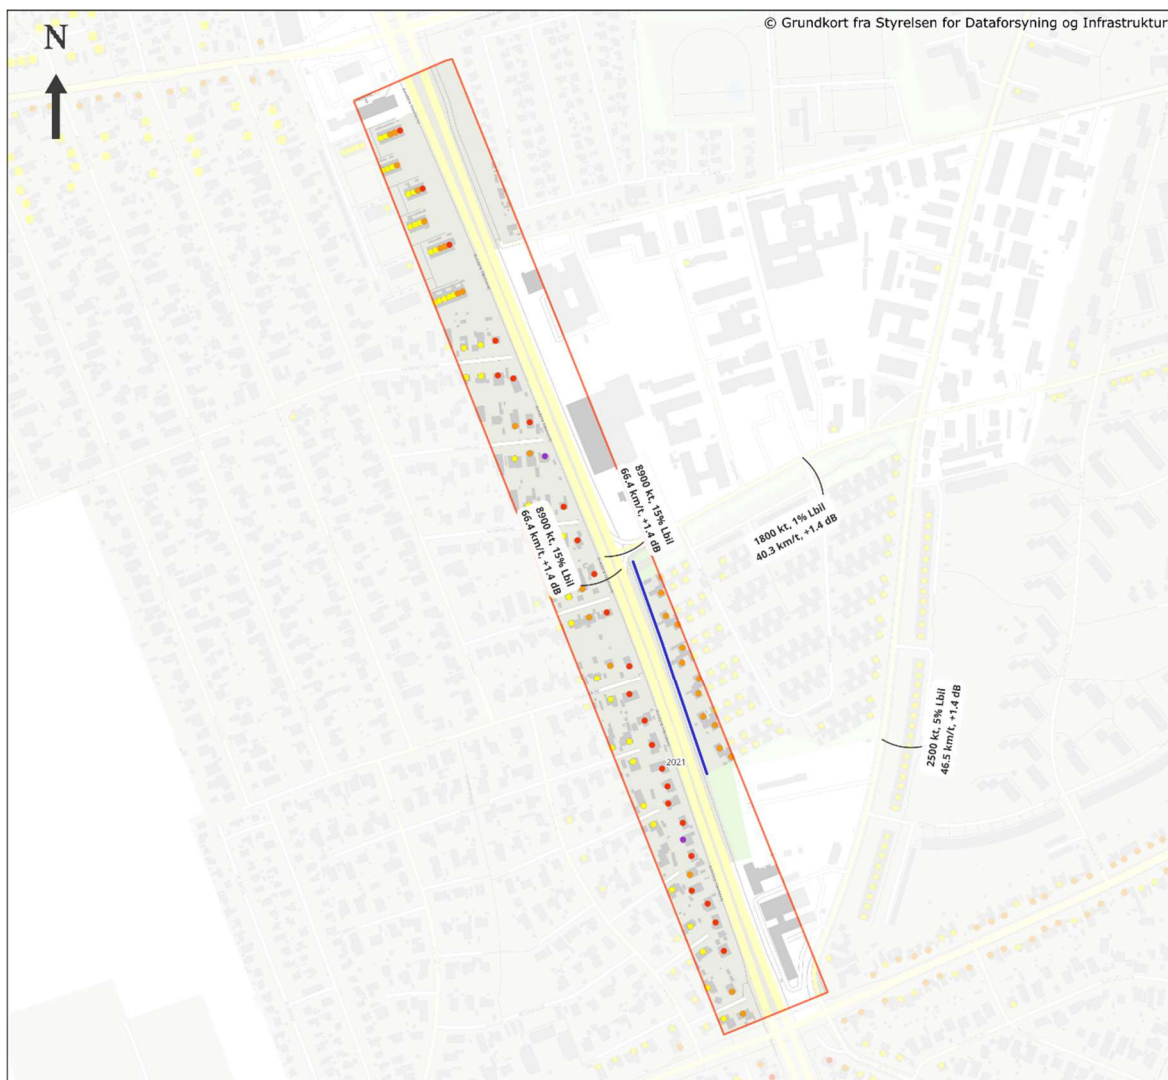 © Grundkort fra Styrelsen for Dataforsyning og Infrastruktur
N
8900 kt, 15% Lbil
66.4 km/t, +1.4 dB
8900 kt, 15% Lbil
66.4 km/t, +1.4 dB
1800 kt, 1% Lbil
40.3 km/t, +1.4 dB
2500 kt, 5% Lbil
46.5 km/t, +1.4 dB
2021